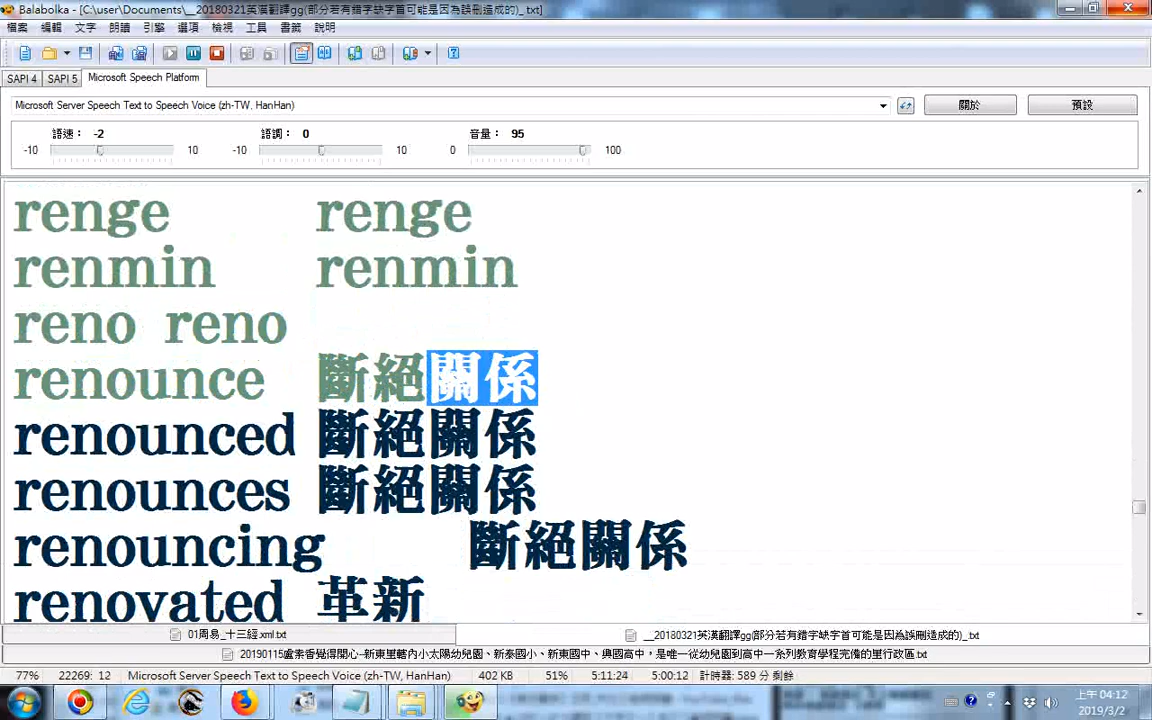 Balabolka - [C:\user\Documents\__20180321英漢翻譯gg(部分若有錯字缺字首可能是因為誤刪造成的)_txt]
檔案 編輯 文字 朗讀 引擎 選項 檢視 工具 書籤 說明
SAPI 4 SAPI 5 Microsoft Speech Platform
Microsoft Server Speech Text to Speech Voice (zh-TW, HanHan) 關於 預設
語速： -2 語調： 0 音量： 95
-10 10 -10 10 0 100
renge renge
renmin renmin
reno reno
renounce 斷絕關係
renounced 斷絕關係
renounces 斷絕關係
renouncing 斷絕關係
renovated 革新
01周易_十三經.xml.txt __20180321英漢翻譯gg(部分若有錯字缺字首可能是因為誤刪造成的)_txt
20190115盧素香覺得開心-新東里轄內小太陽幼兒園、新泰國小、新東國中、興國高中，是唯一從幼兒園到高中一系列教育學程完備的里行政區.txt
77% 22269: 12 Microsoft Server Speech Text to Speech Voice (zh-TW, HanHan) 402 KB 51% 5:11:24 5:00:12 計時器: 589 分 剩餘
上午 04:12
2019/3/2